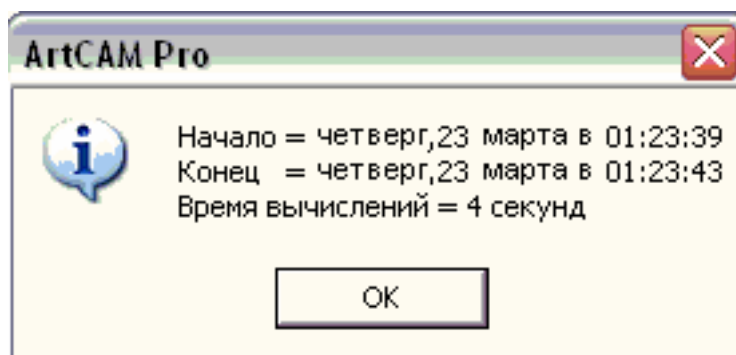 ArtCAM Pro
Начало = четверг,23 марта в 01:23:39
Конец = четверг,23 марта в 01:23:43
Время вычислений = 4 секунд
OK